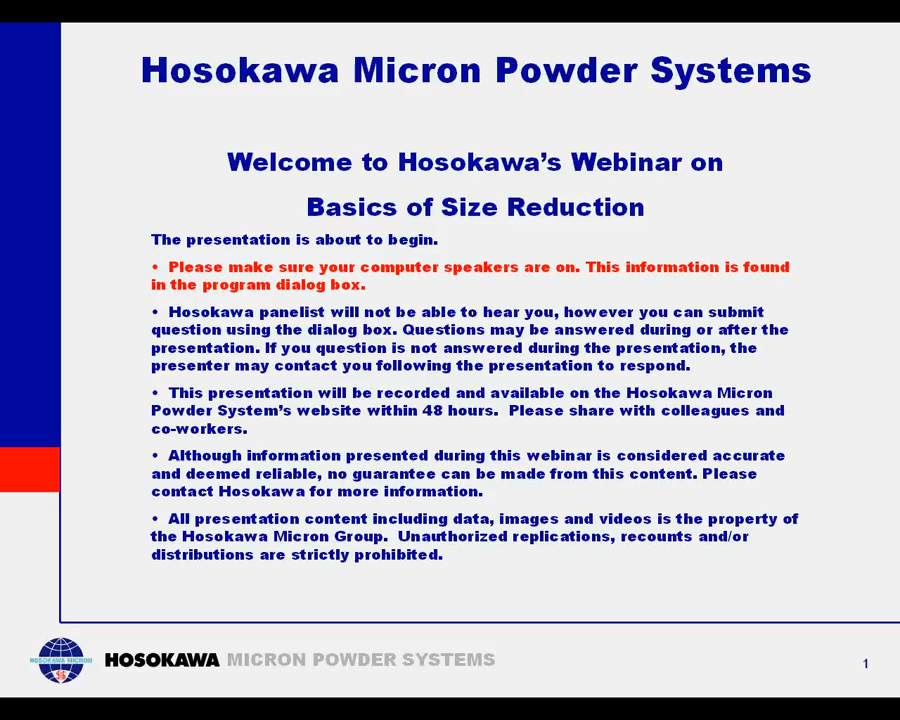 Hosokawa Micron Powder Systems
Welcome to Hosokawa’s Webinar on
Basics of Size Reduction
The presentation is about to begin.
• Please make sure your computer speakers are on. This information is found
in the program dialog box.
• Hosokawa panelist will not be able to hear you, however you can submit
question using the dialog box. Questions may be answered during or after the
presentation. If you question is not answered during the presentation, the
presenter may contact you following the presentation to respond.
• This presentation will be recorded and available on the Hosokawa Micron
Powder System’s website within 48 hours. Please share with colleagues and
co-workers.
• Although information presented during this webinar is considered accurate
and deemed reliable, no guarantee can be made from this content. Please
contact Hosokawa for more information.
• All presentation content including data, images and videos is the property of
the Hosokawa Micron Group. Unauthorized replications, recounts and/or
distributions are strictly prohibited.
HOSOKAWA MICRON
HOSOKAWA MICRON POWDER SYSTEMS
1